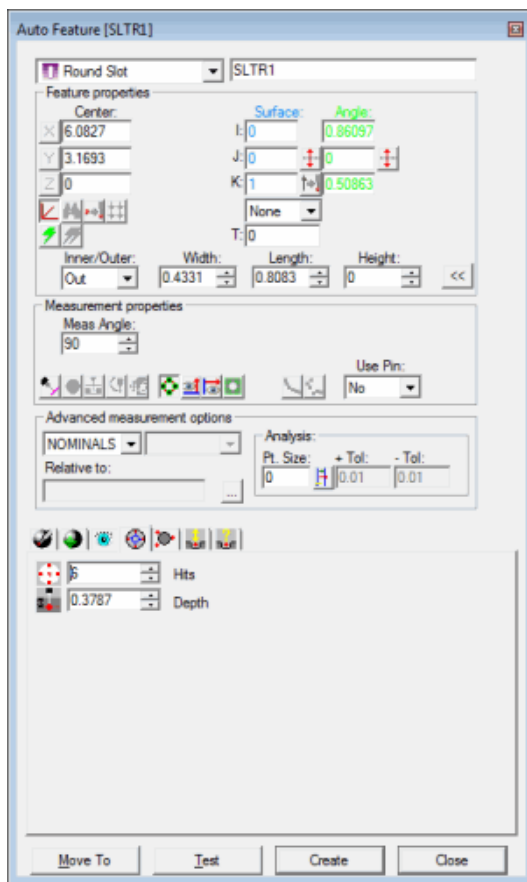 Auto Feature [SLTR1]
Round Slot SLTR1
Feature properties
Center: Surface: Angle:
X 6.0827 I: 0 0.86097
Y 3.1693 J: 0 0
Z 0 K: 1 0.50863
None
T: 0
Inner/Outer: Width: Length: Height:
Out 0.4331 0.8083 0 <<
Measurement properties
Meas Angle:
90
Use Pin:
No
Advanced measurement options
NOMINALS Analysis:
Pt. Size: + Tol: - Tol:
Relative to: 0 0.01 0.01
...
6 Hits
0.3787 Depth
Move To Test Create Close